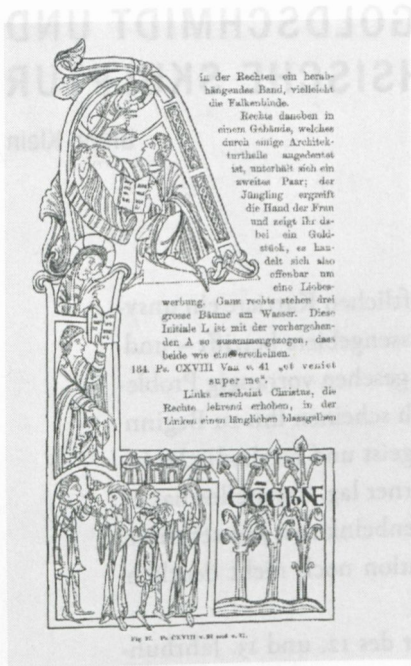 GOLDSCHMIDT UND
in der Rechten ein herab-
hängendes Band, vielleicht
die Falkenbinde.
Rechts daneben in
einem Gebäude, welches
durch einige Architek-
turtheile angedeutet
ist, unterhält sich ein
zweites Paar; der
Jüngling ergreift
die Hand der Frau
und zeigt ihr da-
bei ein Gold-
stück, es han-
delt sich also
offenbar um
eine Liebes-
werbung. Ganz rechts stehen drei
grosse Bäume am Wasser. Diese
Initiale L ist mit der vorhergehen-
den A so zusammengezogen, dass
beide wie eine erscheinen.
184. Ps. CXVIII Vau v. 41 „et veniet
super me".
Links erscheint Christus, die
Rechte lehrend erhoben, in der
Linken einen länglichen blassgelben
EGERNE
Fig. 37. Ps. CXVIII v.